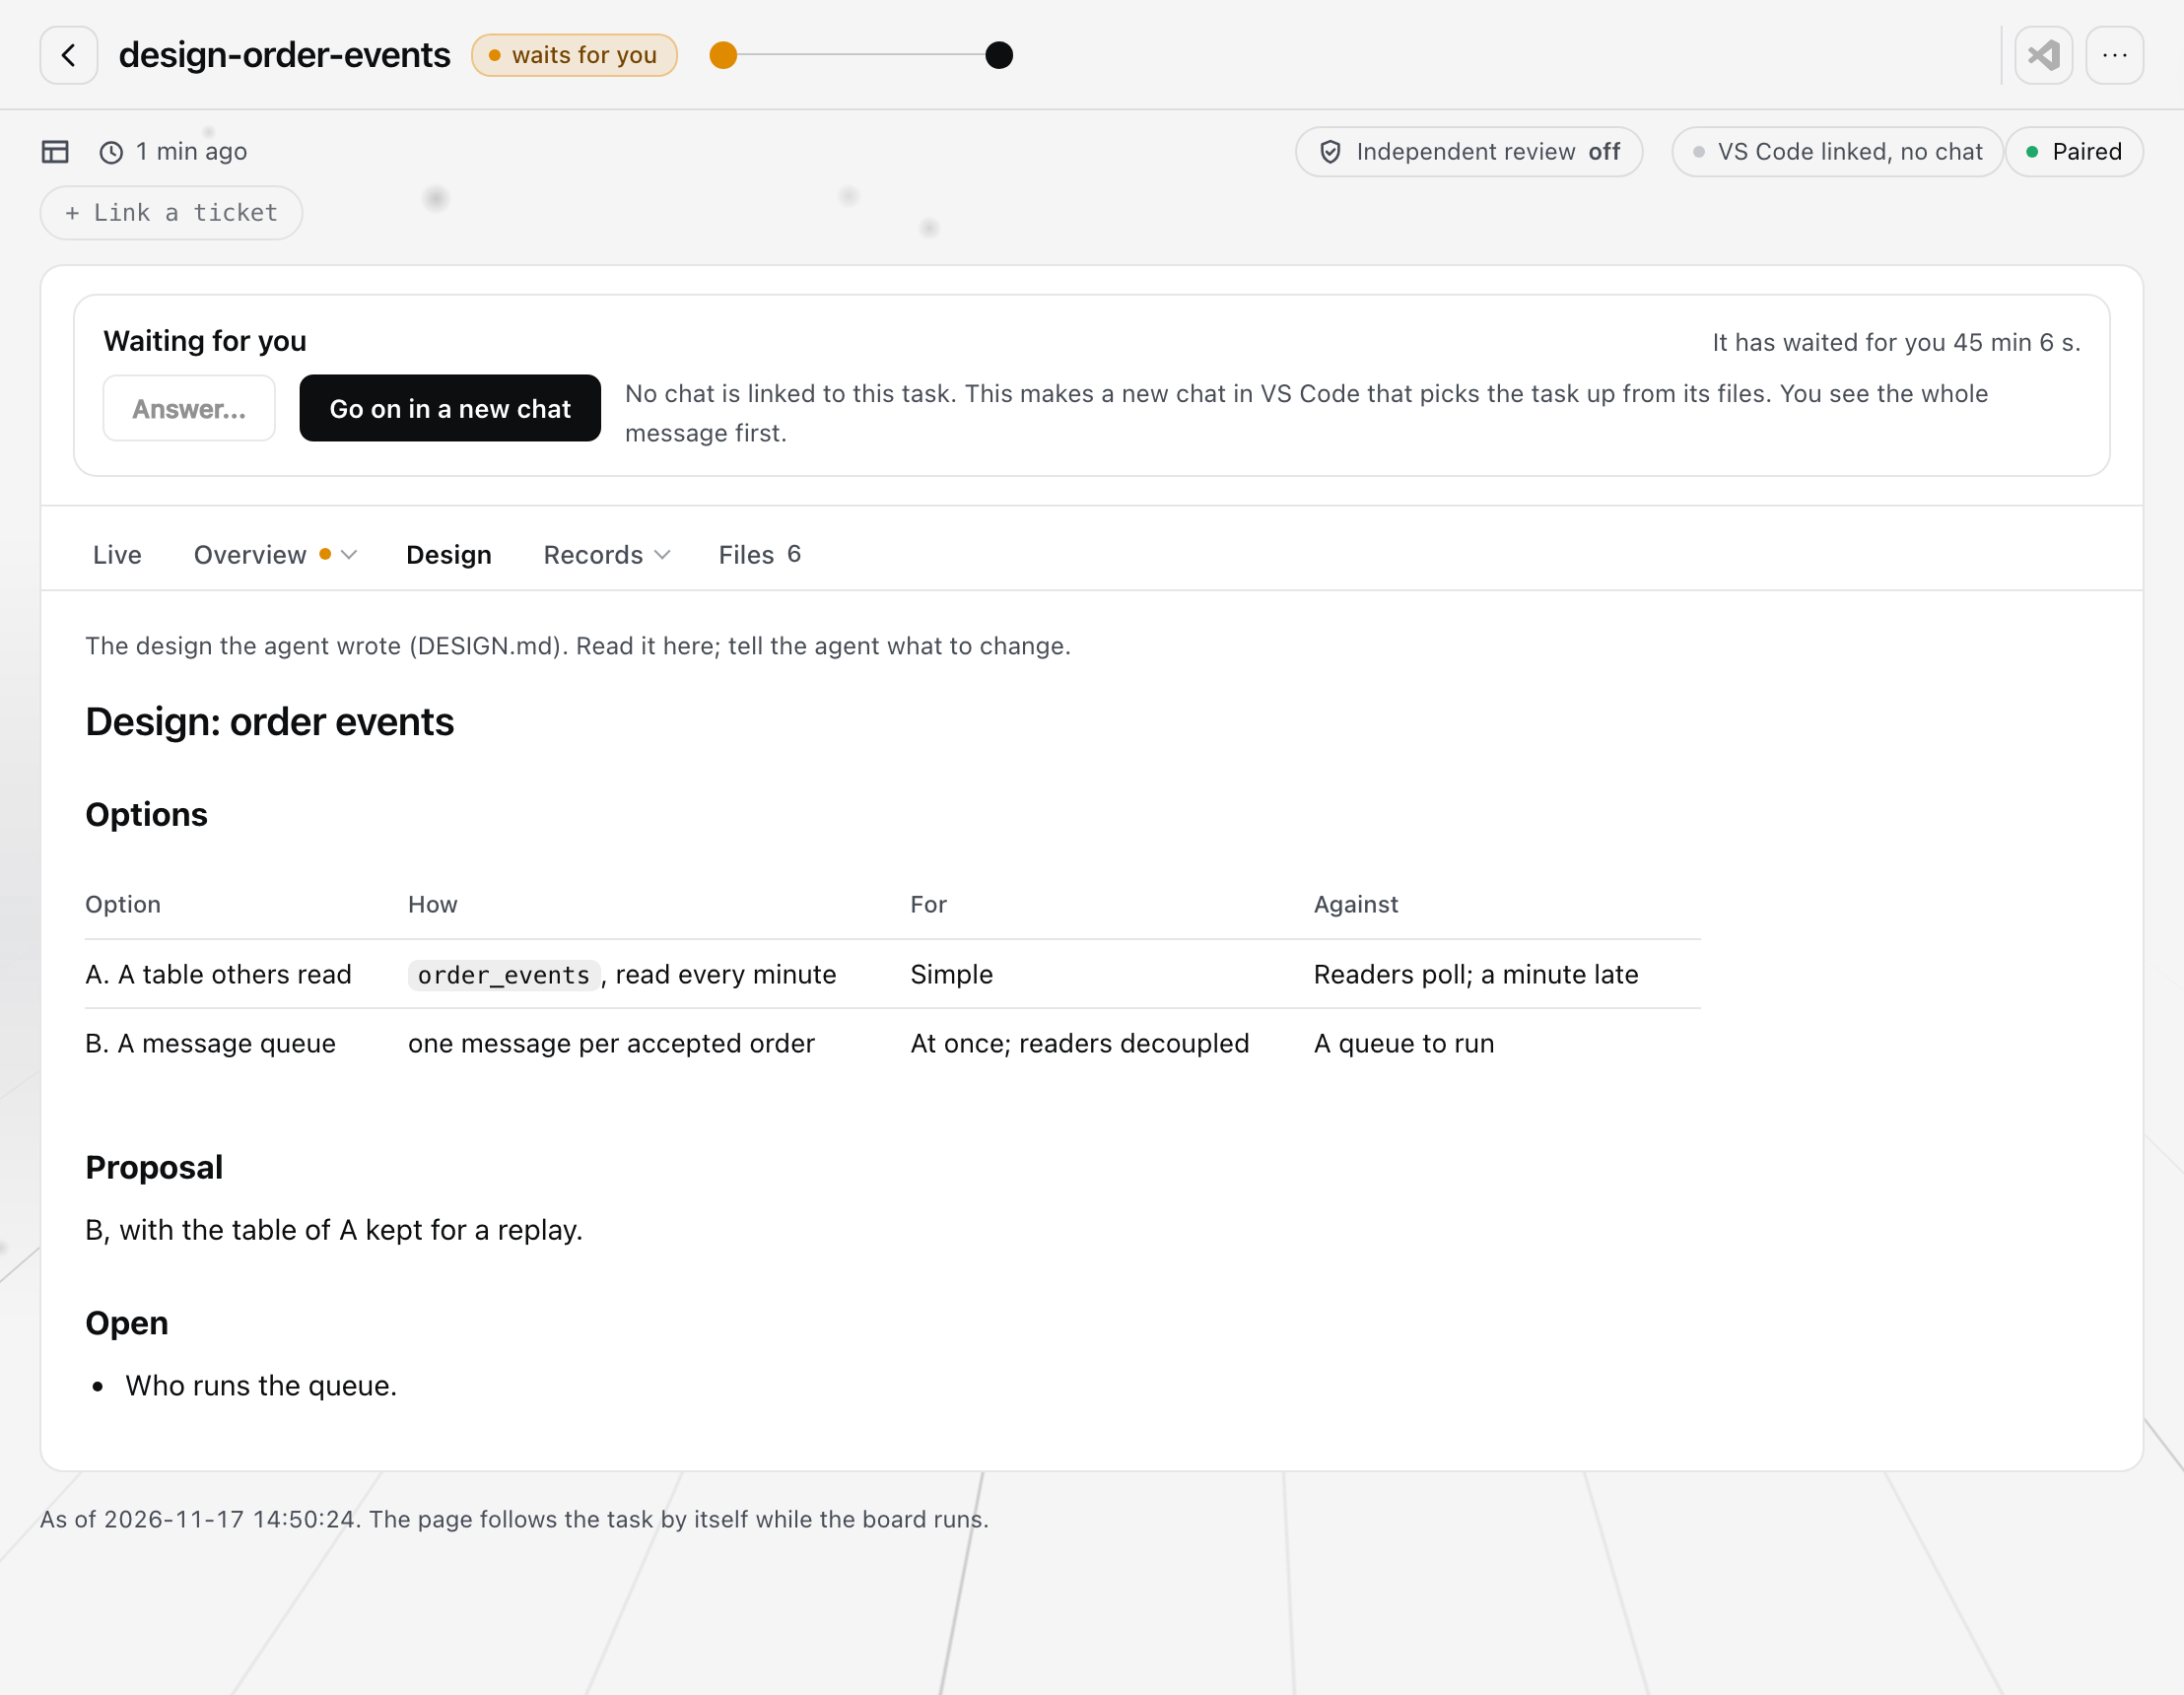 design-order-events
waits for you
1 min ago
Independent review off
VS Code linked, no chat
Paired
+ Link a ticket
Waiting for you
It has waited for you 45 min 6 s.
Answer...
Go on in a new chat
No chat is linked to this task. This makes a new chat in VS Code that picks the task up from its files. You see the whole
message first.
Live
Overview
Design
Records
Files 6
The design the agent wrote (DESIGN.md). Read it here; tell the agent what to change.
Design: order events
Options
Option How For Against
A. A table others read order_events, read every minute Simple Readers poll; a minute late
B. A message queue one message per accepted order At once; readers decoupled A queue to run
Proposal
B, with the table of A kept for a replay.
Open
• Who runs the queue.
As of 2026-11-17 14:50:24. The page follows the task by itself while the board runs.